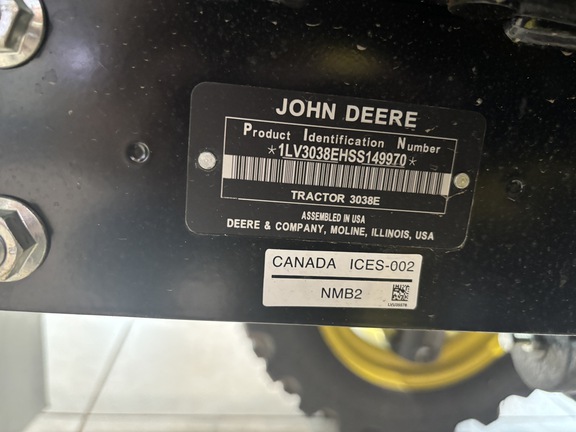 JOHN DEERE
Product Identification Number
*1LV3038EHSS149970*
TRACTOR 3038E
ASSEMBLED IN USA
DEERE & COMPANY, MOLINE, ILLINOIS, USA
CANADA ICES-002
NMB2